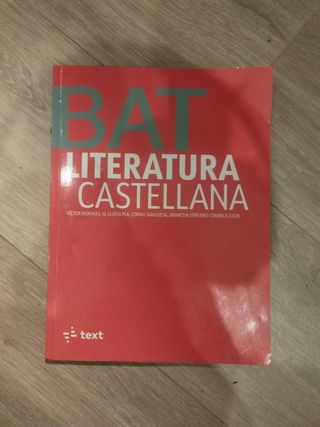 BAT
LITERATURA
CASTELLANA
VÍCTOR MORALES, M. LLUÏSA PLA, CONXA SANGÜESA, ARANCHA SERRANO I DANIELA STEIN
text